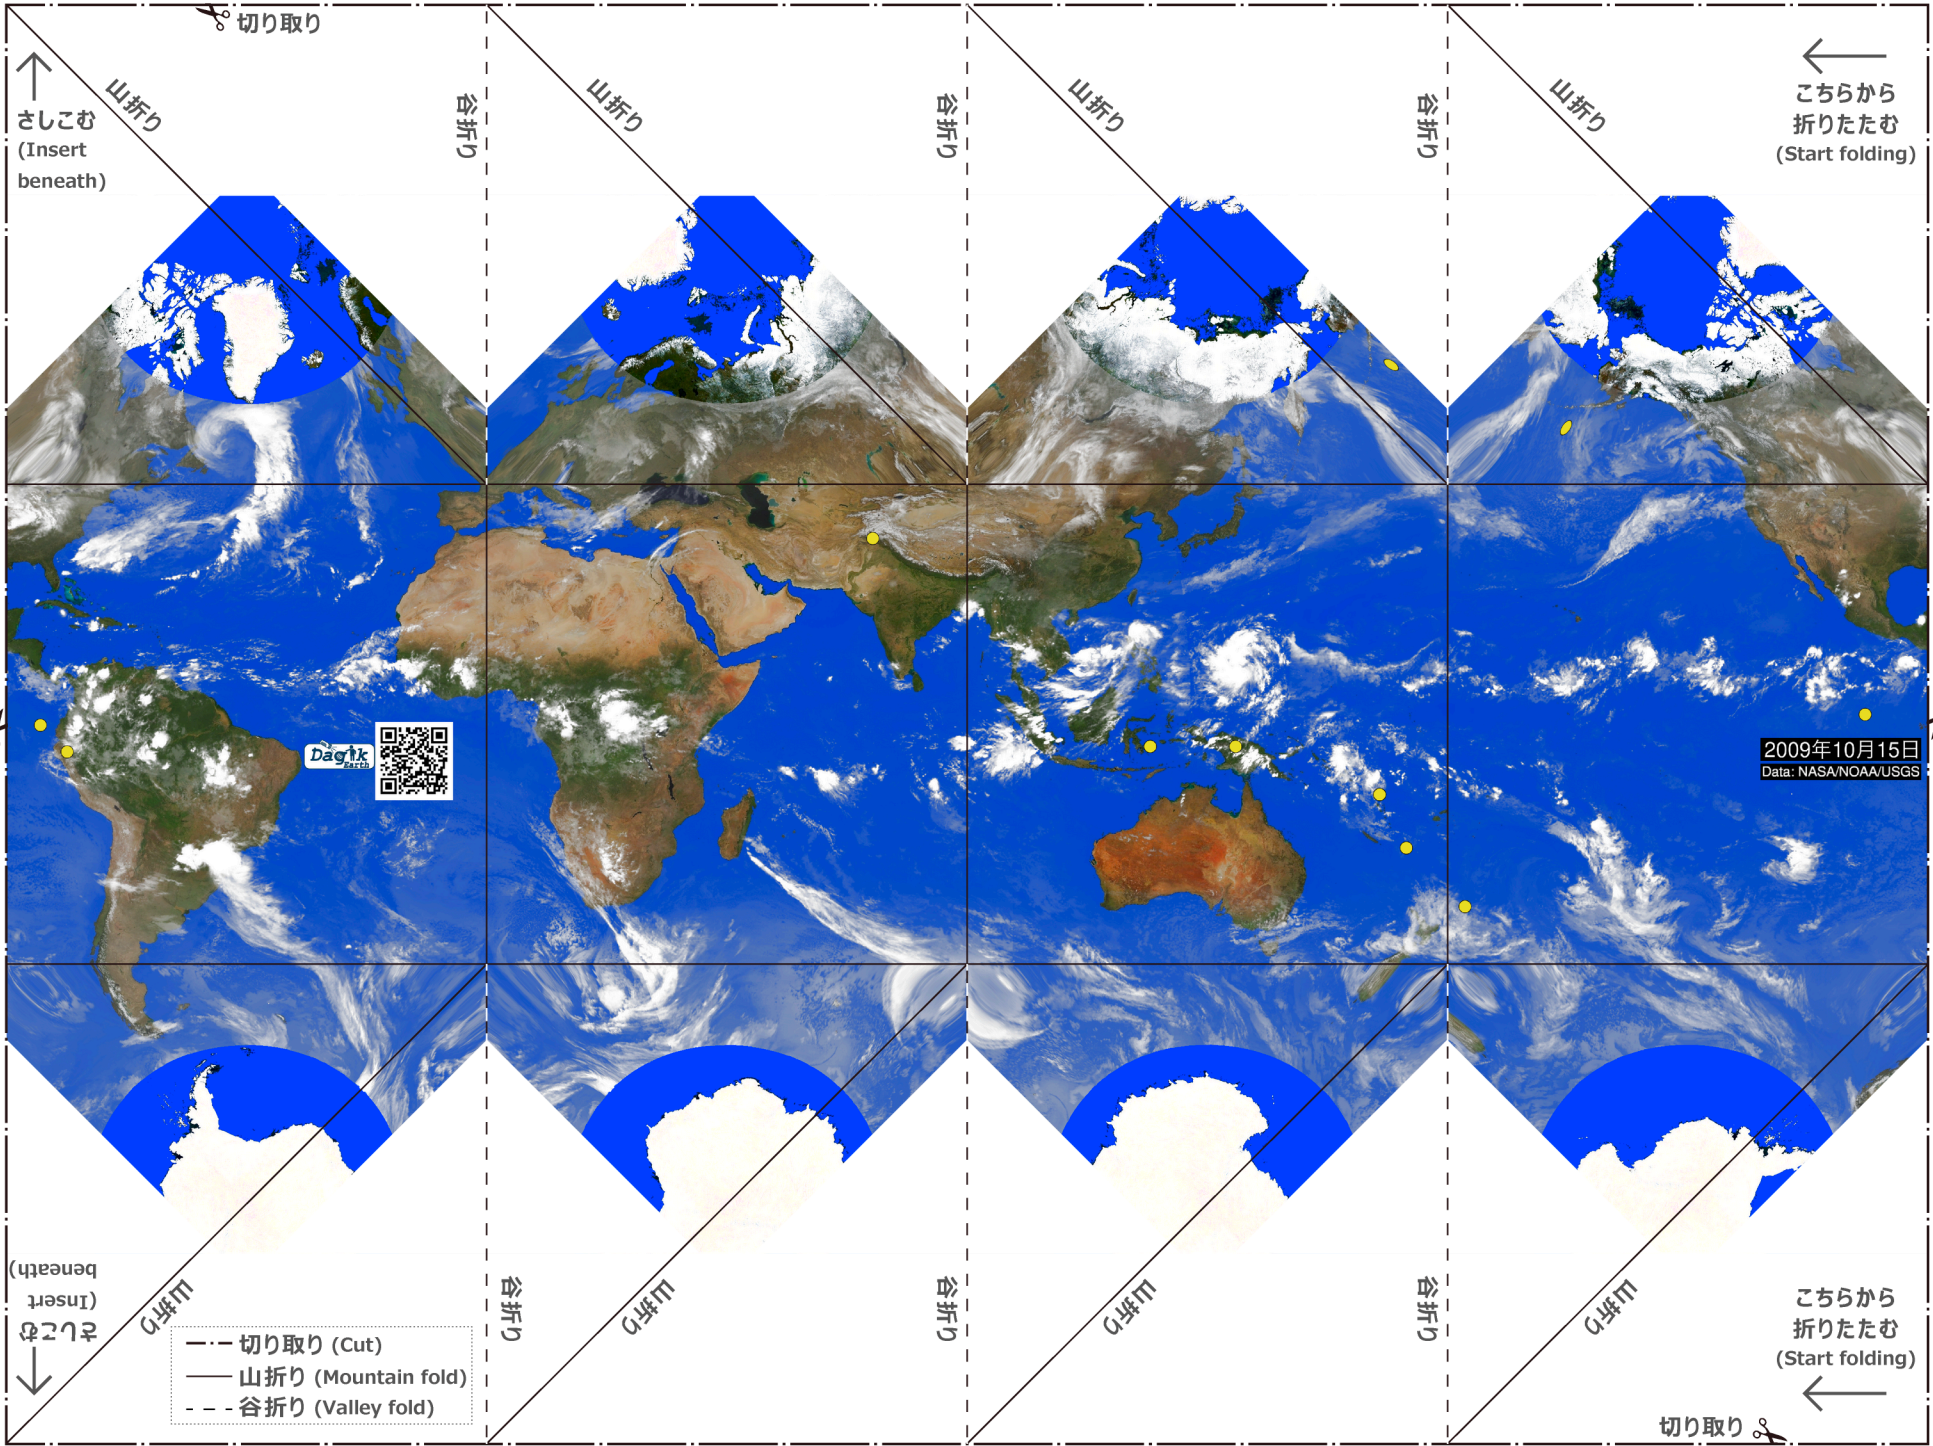 切り取り
山折り
谷折り
山折り
谷折り
山折り
谷折り
山折り
さしこむ
(Insert
beneath)
こちらから
折りたたむ
(Start folding)
Dagik
Earth
2009年10月15日
Data: NASA/NOAA/USGS
さしこむ
(Insert
beneath)
山折り
谷折り
山折り
谷折り
山折り
谷折り
山折り
切り取り (Cut)
山折り (Mountain fold)
谷折り (Valley fold)
こちらから
折りたたむ
(Start folding)
切り取り